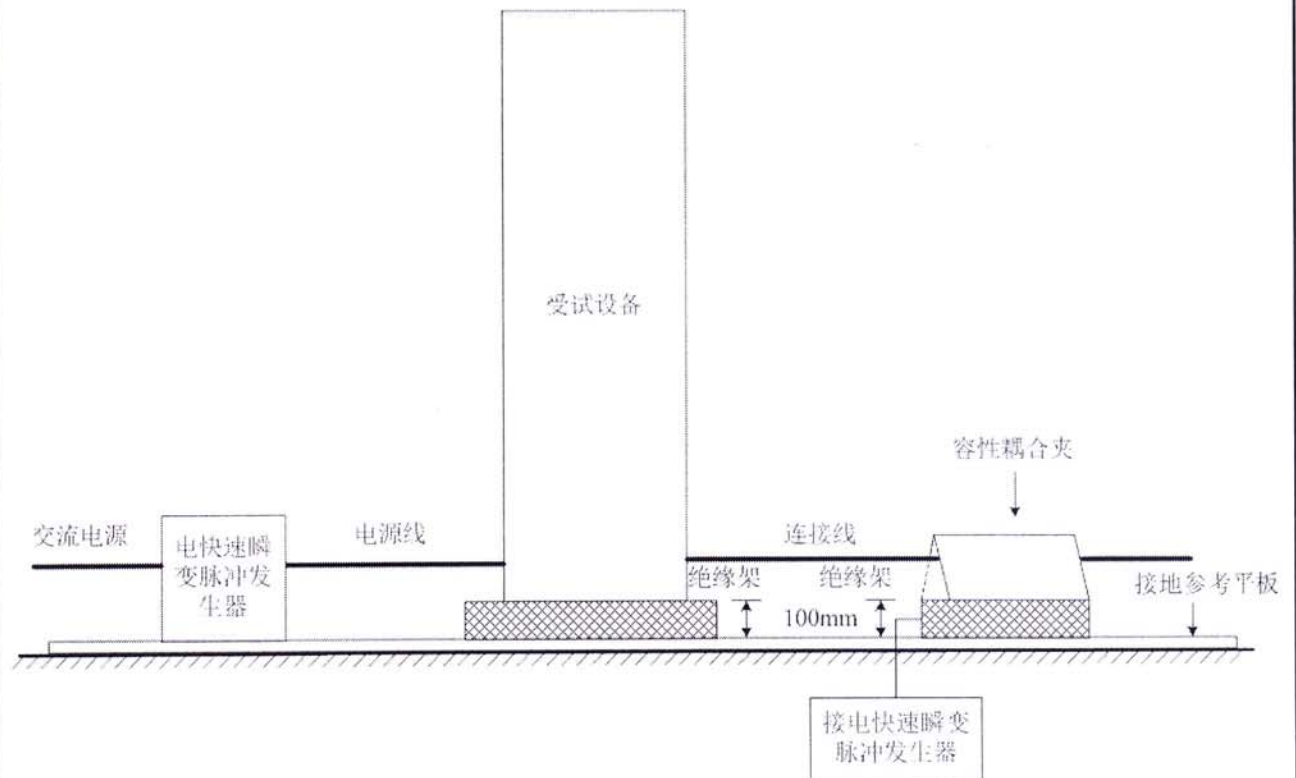 受试设备
容性耦合夹
交流电源
电快速瞬
变脉冲发
生器
电源线
连接线
绝缘架
绝缘架
接地参考平板
100mm
接电快速瞬变
脉冲发生器